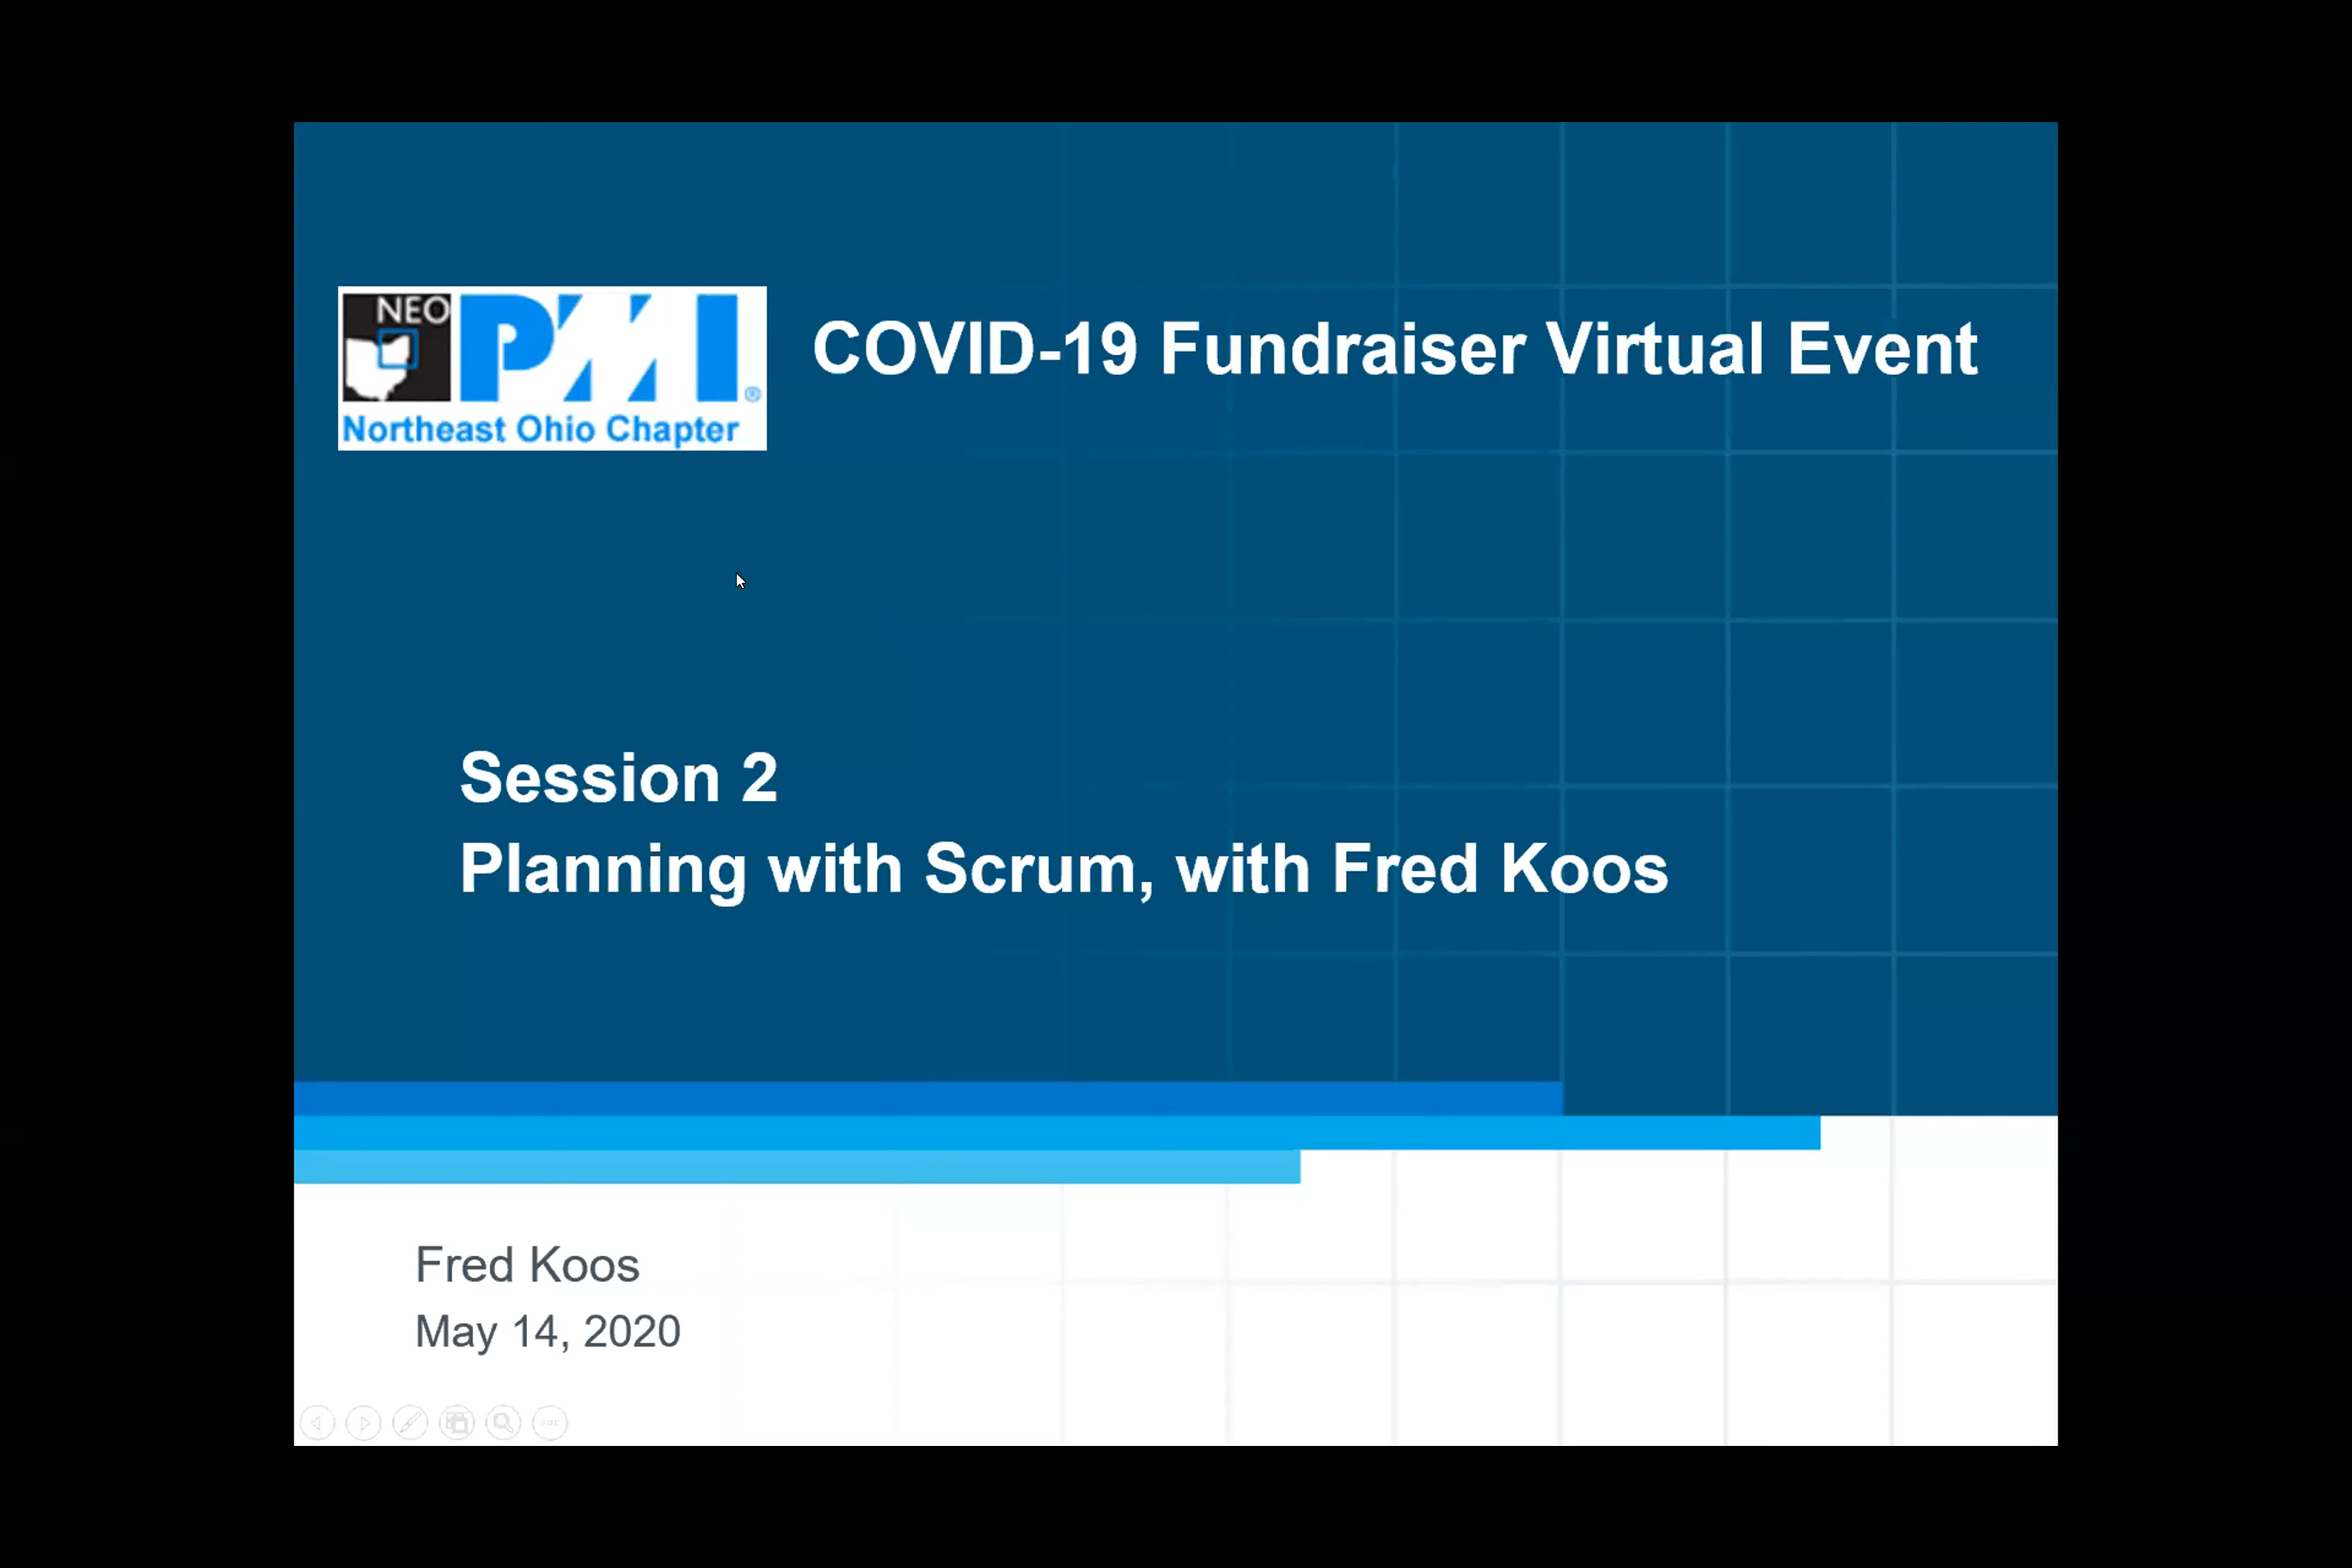 NEO
PMI
®
Northeast Ohio Chapter
COVID-19 Fundraiser Virtual Event
Session 2
Planning with Scrum, with Fred Koos
Fred Koos
May 14, 2020